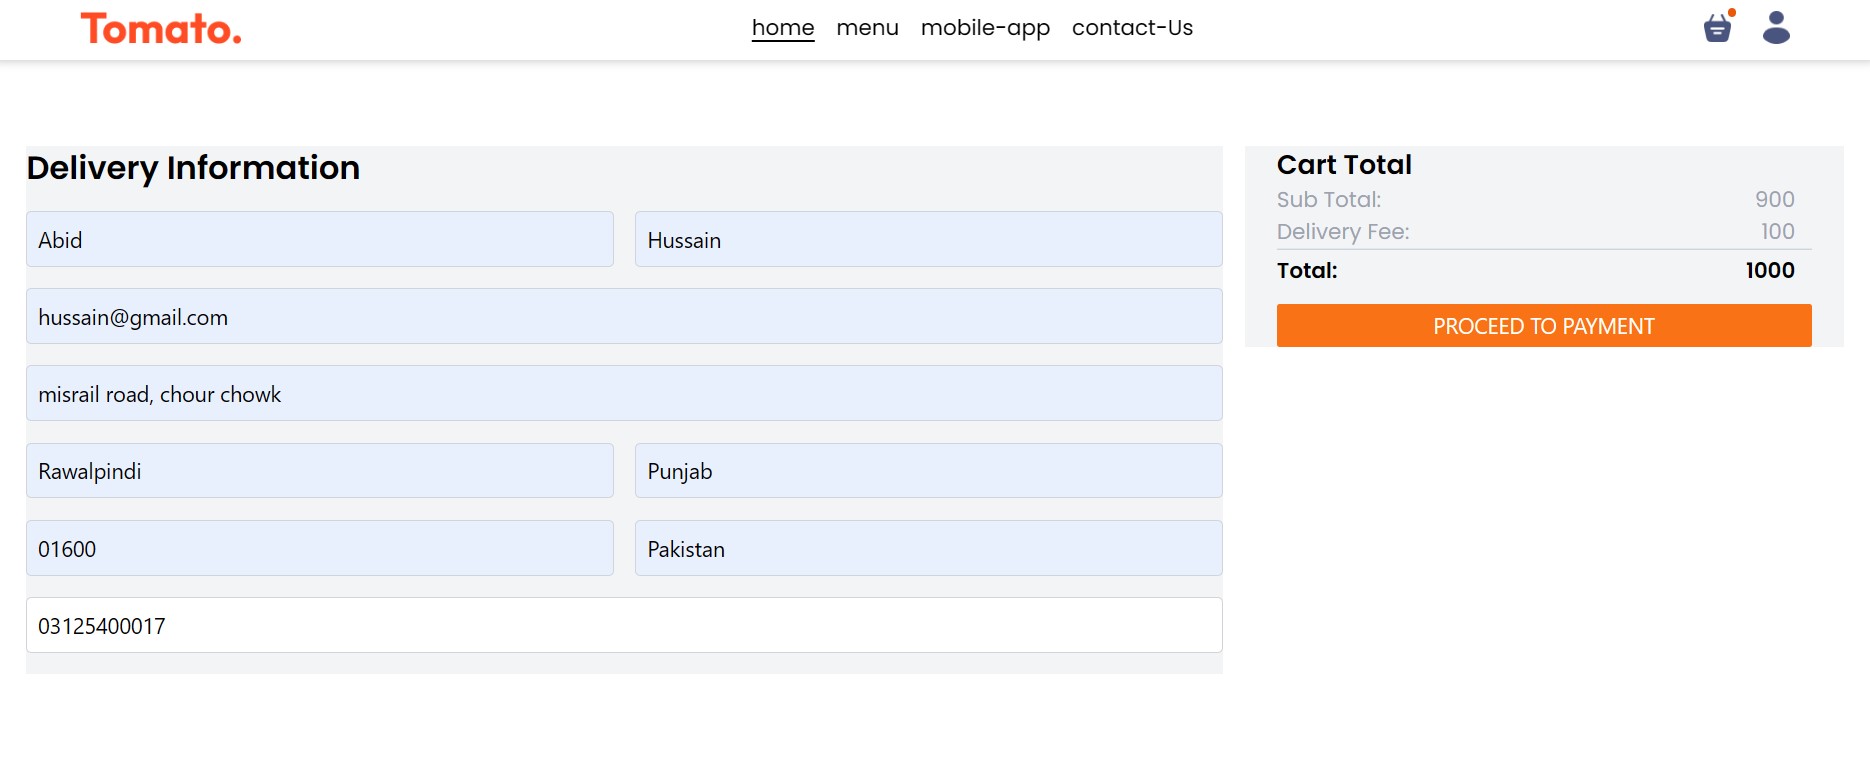 Tomato.
home menu mobile-app contact-Us
Delivery Information
Abid Hussain
hussain@gmail.com
misrail road, chour chowk
Rawalpindi Punjab
01600 Pakistan
03125400017
Cart Total
Sub Total: 900
Delivery Fee: 100
Total: 1000
PROCEED TO PAYMENT